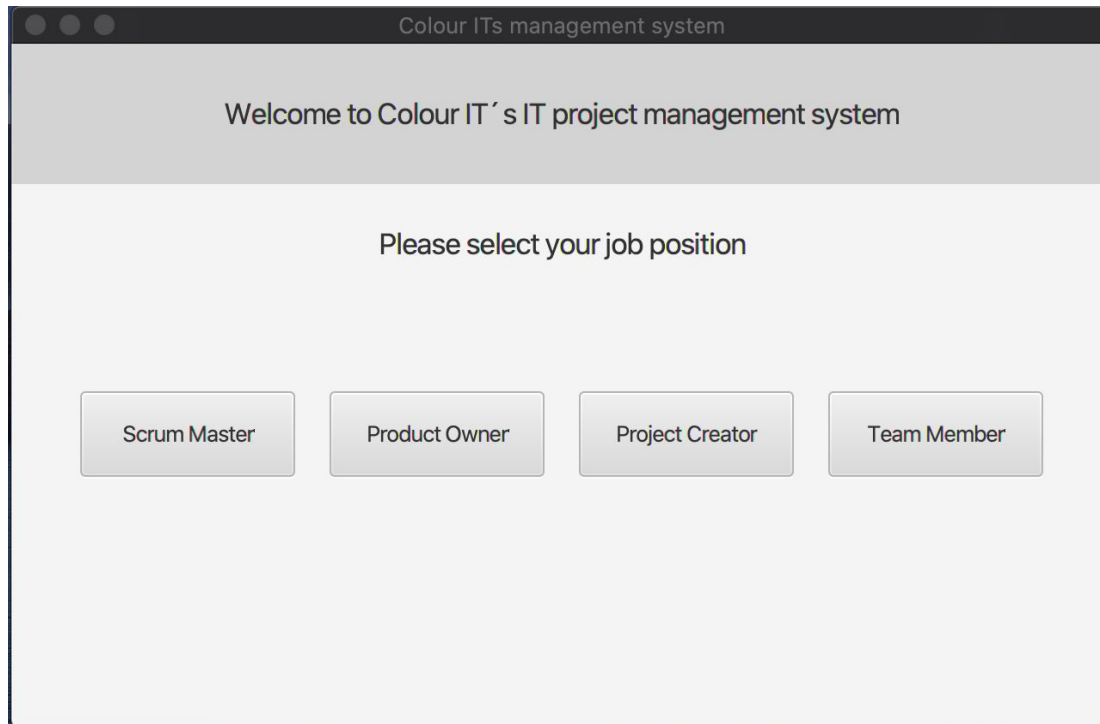 Colour ITs management system
Welcome to Colour IT´s IT project management system
Please select your job position
Scrum Master
Product Owner
Project Creator
Team Member